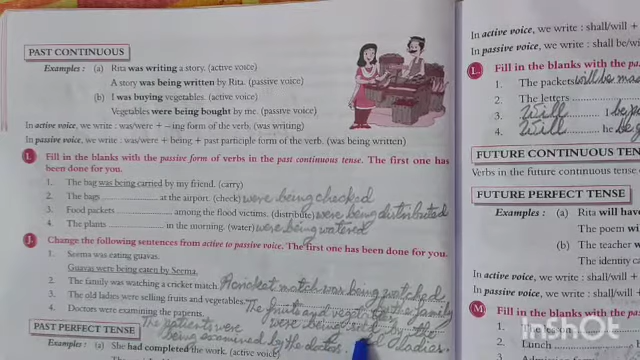 PAST CONTINUOUS
Examples : (a) Rita was writing a story. (active voice)
A story was being written by Rita. (passive voice)
(b) I was buying vegetables. (active voice)
Vegetables were being bought by me. (passive voice)
In active voice, we write : was/were + – ing form of the verb. (was writing)
In passive voice, we write : was/were + being + past participle form of the verb. (was being written)
I. Fill in the blanks with the passive form of verbs in the past continuous tense. The first one has
been done for you.
1. The bag was being carried by my friend. (carry)
2. The bags at the airport. (check) were being checked
3. Food packets among the flood victims. (distribute) were being distributed
4. The plants in the morning. (water) were being watered
J. Change the following sentences from active to passive voice. The first one has been done for you.
1. Seema was eating guavas.
Guavas were being eaten by Seema.
2. The family was watching a cricket match. A cricket match was being watched
by the family
3. The old ladies were selling fruits and vegetables. The fruits and vegetables
were being sold by the
old ladies.
4. Doctors were examining the patients. The patients were
being examined by the doctors.
PAST PERFECT TENSE
Examples : (a) She had completed the work. (active voice)
In active voice, we write : shall/will +
In passive voice, we write : shall be/wi
L. Fill in the blanks with the pa
1. The packets will be
2. The letters
3. will I be
4. will he be
FUTURE CONTINUOUS TEN
Verbs in the future continuous tense
FUTURE PERFECT TENSE
Examples : (a) Rita will have
The poem wi
(b) The teacher w
The identity ca
In active voice, we write : shall/will +
In passive voice, we write : shall/will +
M. Fill in the blanks with the pa
1. The lesson
2. Lunch
KINEMASTER